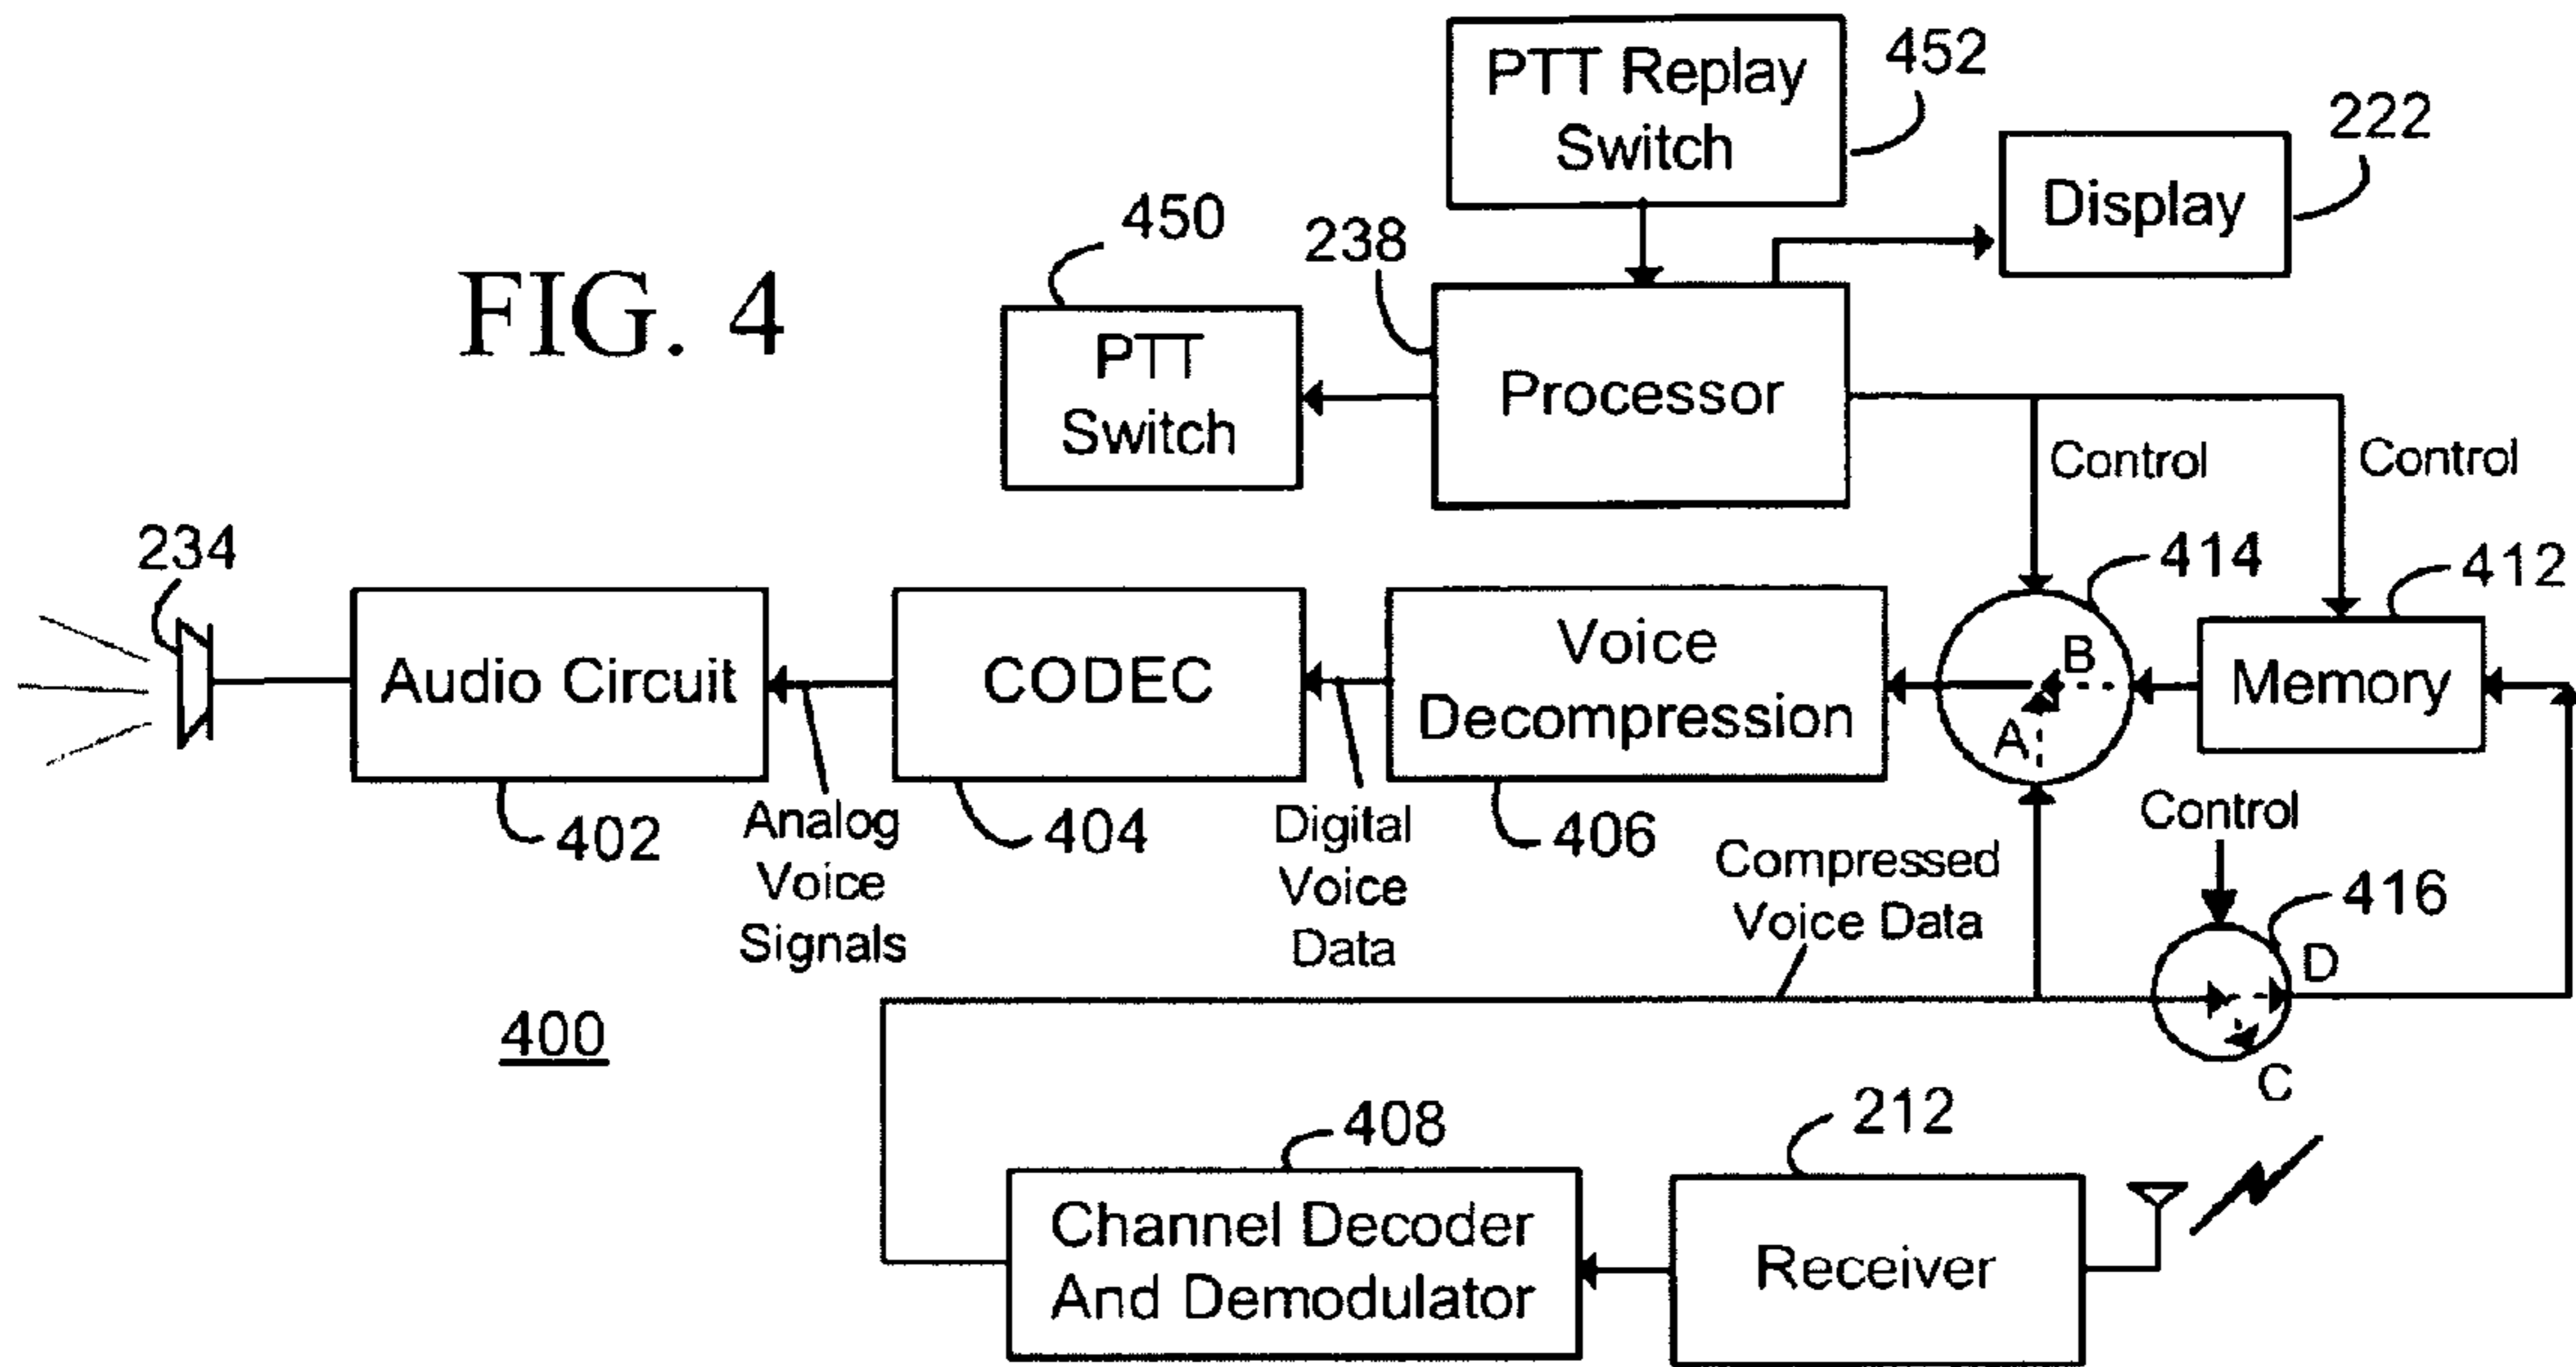 FIG. 4
PTT Replay
Switch
452
Display
222
450
PTT
Switch
238
Processor
Control
Control
234
Audio Circuit
402
Analog
Voice
Signals
CODEC
404
Digital
Voice
Data
Voice
Decompression
406
414
B
A
Memory
412
Compressed
Voice Data
Control
416
D
C
400
408
Channel Decoder
And Demodulator
212
Receiver